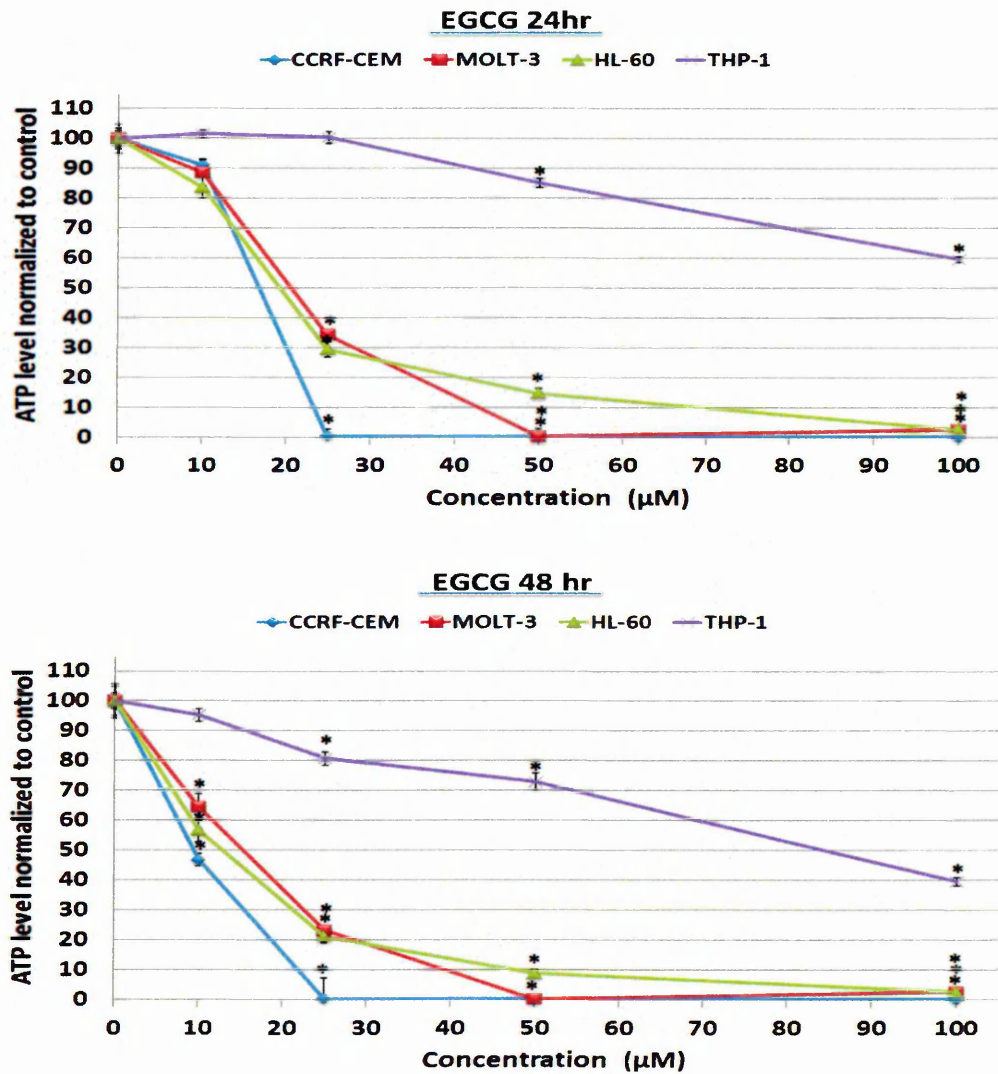 EGCG 24hr
CCRF-CEM MOLT-3 HL-60 THP-1
ATP level normalized to control
110
100
90
80
70
60
50
40
30
20
10
0
0 10 20 30 40 50 60 70 80 90 100
Concentration (µM)
EGCG 48 hr
CCRF-CEM MOLT-3 HL-60 THP-1
ATP level normalized to control
110
100
90
80
70
60
50
40
30
20
10
0
0 10 20 30 40 50 60 70 80 90 100
Concentration (µM)